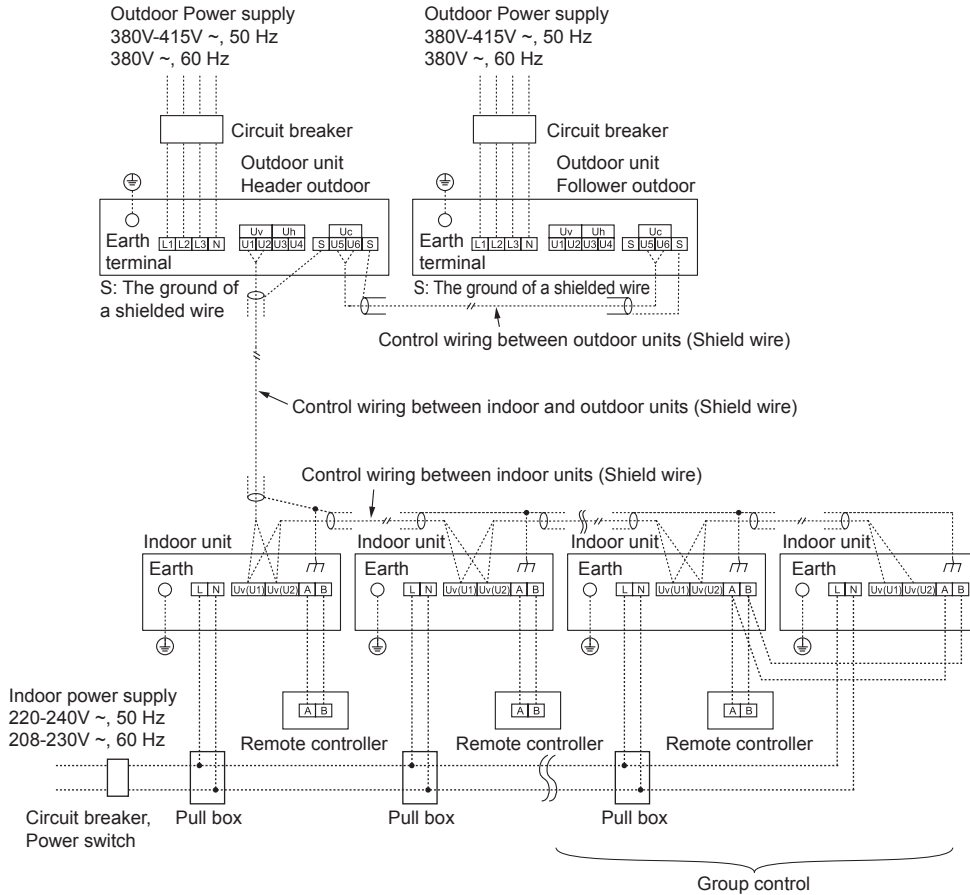 Outdoor Power supply
380V-415V ~, 50 Hz
380V ~, 60 Hz
Outdoor Power supply
380V-415V ~, 50 Hz
380V ~, 60 Hz
Circuit breaker
Circuit breaker
Outdoor unit
Header outdoor
Outdoor unit
Follower outdoor
Earth
terminal
L1 L2 L3 N
Uv Uh
U1 U2 U3 U4
Uc
S U5 U6 S
Earth
terminal
L1 L2 L3 N
Uv Uh
U1 U2 U3 U4
Uc
S U5 U6 S
S: The ground of
a shielded wire
S: The ground of a shielded wire
Control wiring between outdoor units (Shield wire)
Control wiring between indoor and outdoor units (Shield wire)
Control wiring between indoor units (Shield wire)
Indoor unit
Indoor unit
Indoor unit
Indoor unit
Earth
L N Uv(U1) Uv(U2) A B
Earth
L N Uv(U1) Uv(U2) A B
Earth
L N Uv(U1) Uv(U2) A B
Earth
L N Uv(U1) Uv(U2) A B
Indoor power supply
220-240V ~, 50 Hz
208-230V ~, 60 Hz
A B
Remote controller
A B
Remote controller
A B
Remote controller
Circuit breaker,
Power switch
Pull box
Pull box
Pull box
Group control